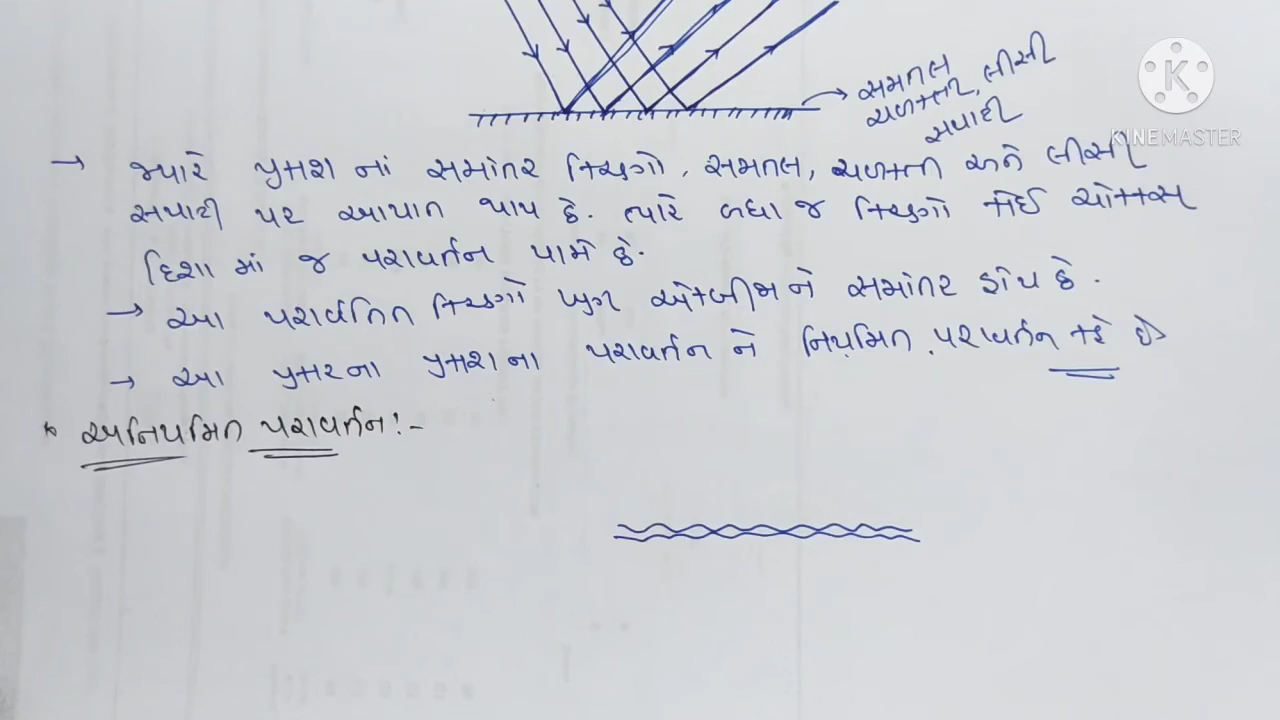 સમતલ
ચળકતી, લીસી
સપાટી
KINEMASTER
→ જ્યારે પ્રકાશ નાં સમાંતર કિરણો, સમતલ, ચળકતી અને લીસી
સપાટી પર આપાત થાય છે. ત્યારે બધા જ કિરણો કોઈ ચોક્કસ
દિશા માં જ પરાવર્તન પામે છે.
→ આ પરાવર્તિત કિરણો પણ એકબીજા ને સમાંતર હોય છે.
→ આ પ્રકારના પ્રકાશ ના પરાવર્તન ને નિયમિત પરાવર્તન કહે છે
* અનિયમિત પરાવર્તન :-